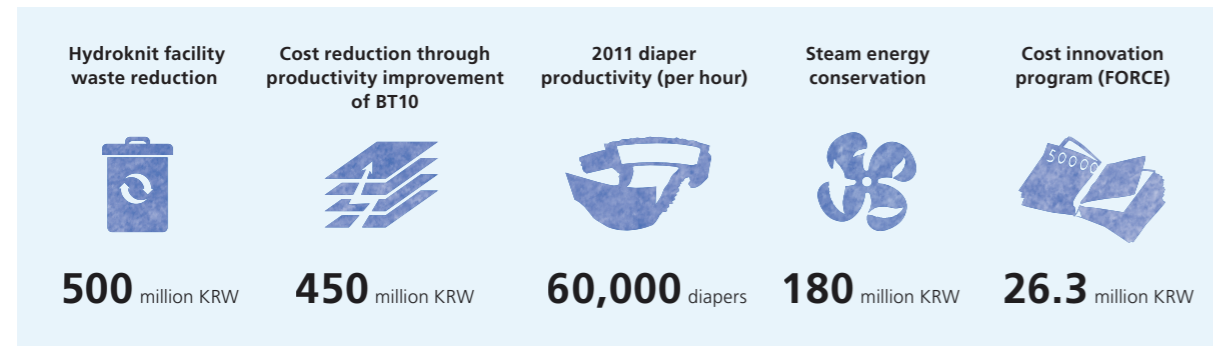 Hydroknit facility
waste reduction
Cost reduction through
productivity improvement
of BT10
2011 diaper
productivity (per hour)
Steam energy
conservation
Cost innovation
program (FORCE)
50000
500 million KRW
450 million KRW
60,000 diapers
180 million KRW
26.3 million KRW